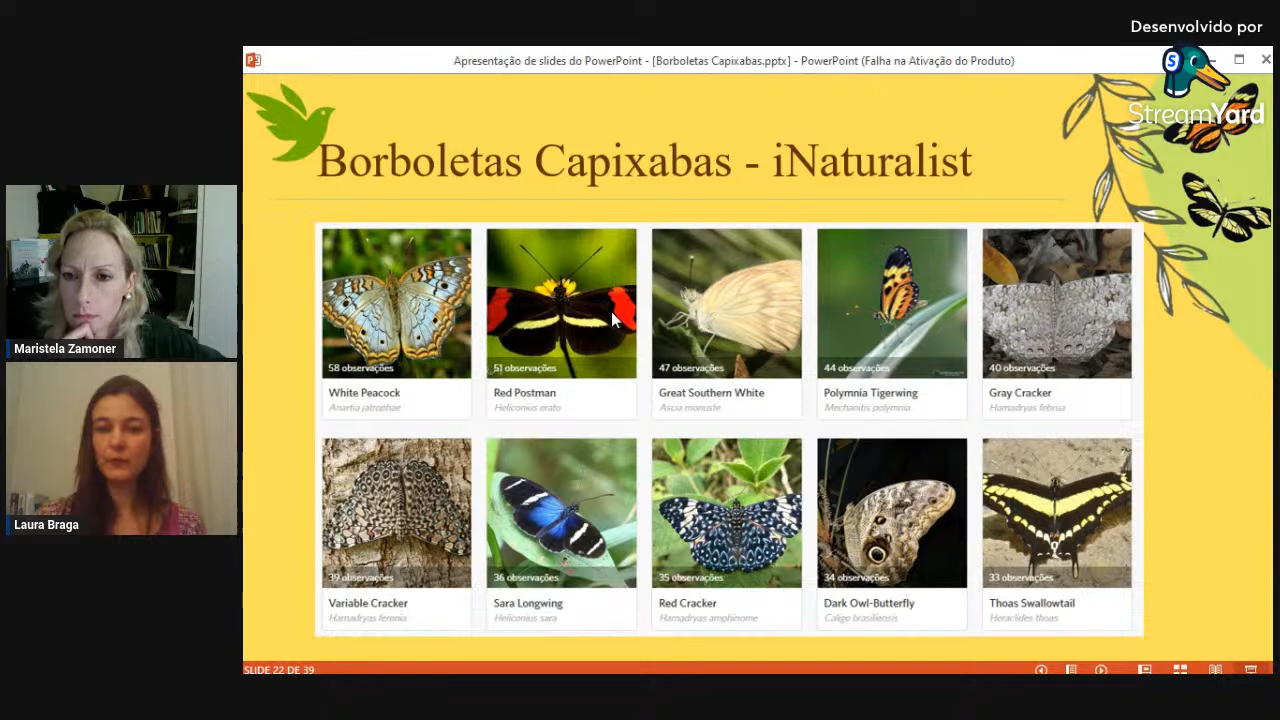 Desenvolvido por
StreamYard
Apresentação de slides do PowerPoint - [Borboletas Capixabas.pptx] - PowerPoint (Falha na Ativação do Produto)
Borboletas Capixabas - iNaturalist
58 observações
51 observações
47 observações
44 observações
40 observações
White Peacock
Red Postman
Great Southern White
Polymnia Tigerwing
Gray Cracker
Anartia jatrophae
Heliconius erato
Ascia monuste
Mechanitis polymnia
Hamadryas februa
39 observações
36 observações
35 observações
34 observações
33 observações
Variable Cracker
Sara Longwing
Red Cracker
Dark Owl-Butterfly
Thoas Swallowtail
Hamadryas feronia
Heliconius sara
Hamadryas amphinome
Caligo brasiliensis
Heraclides thoas
SLIDE 22 DE 39
Maristela Zamoner
Laura Braga